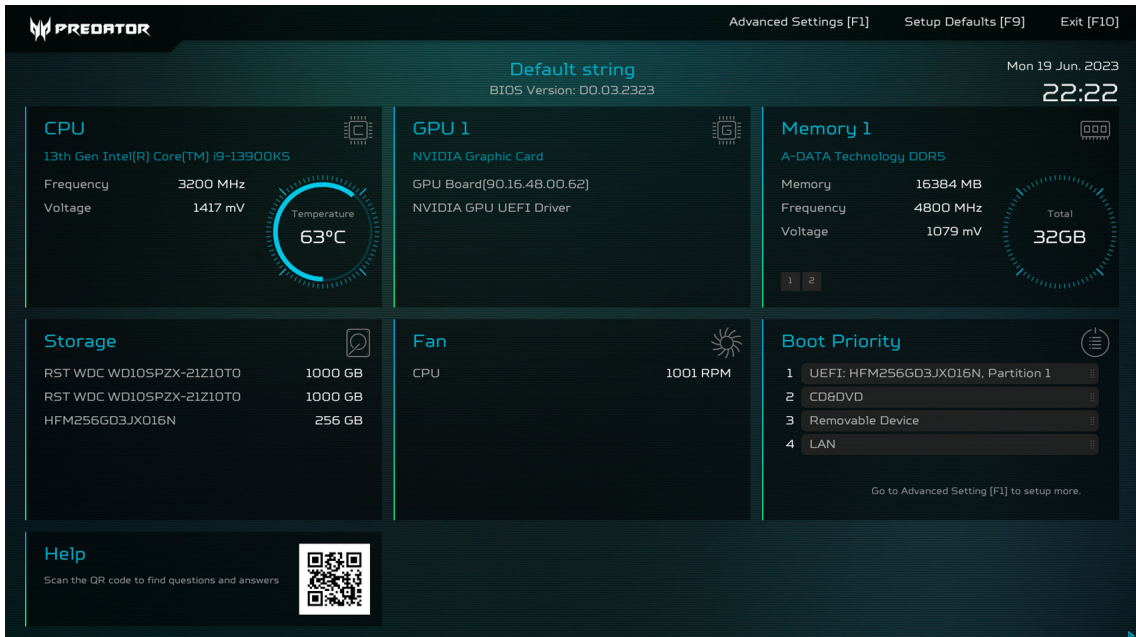 PREDATOR
Advanced Settings [F1] Setup Defaults [F9] Exit [F10]
Default string
BIOS Version: D0.03.2323
Mon 19 Jun. 2023
22:22
CPU
13th Gen Intel(R) Core(TM) i9-13900KS
Frequency 3200 MHz
Voltage 1417 mV
Temperature
63°C
GPU 1
NVIDIA Graphic Card
GPU Board(90.16.48.00.62)
NVIDIA GPU UEFI Driver
Memory 1
A-DATA Technology DDR5
Memory 16384 MB
Frequency 4800 MHz
Voltage 1079 mV
Total
32GB
1 2
Storage
RST WDC WD10SPZX-21Z10T0 1000 GB
RST WDC WD10SPZX-21Z10T0 1000 GB
HFM256GD3JX016N 256 GB
Fan
CPU 1001 RPM
Boot Priority
1 UEFI: HFM256GD3JX016N, Partition 1
2 CD&DVD
3 Removable Device
4 LAN
Go to Advanced Setting [F1] to setup more.
Help
Scan the QR code to find questions and answers